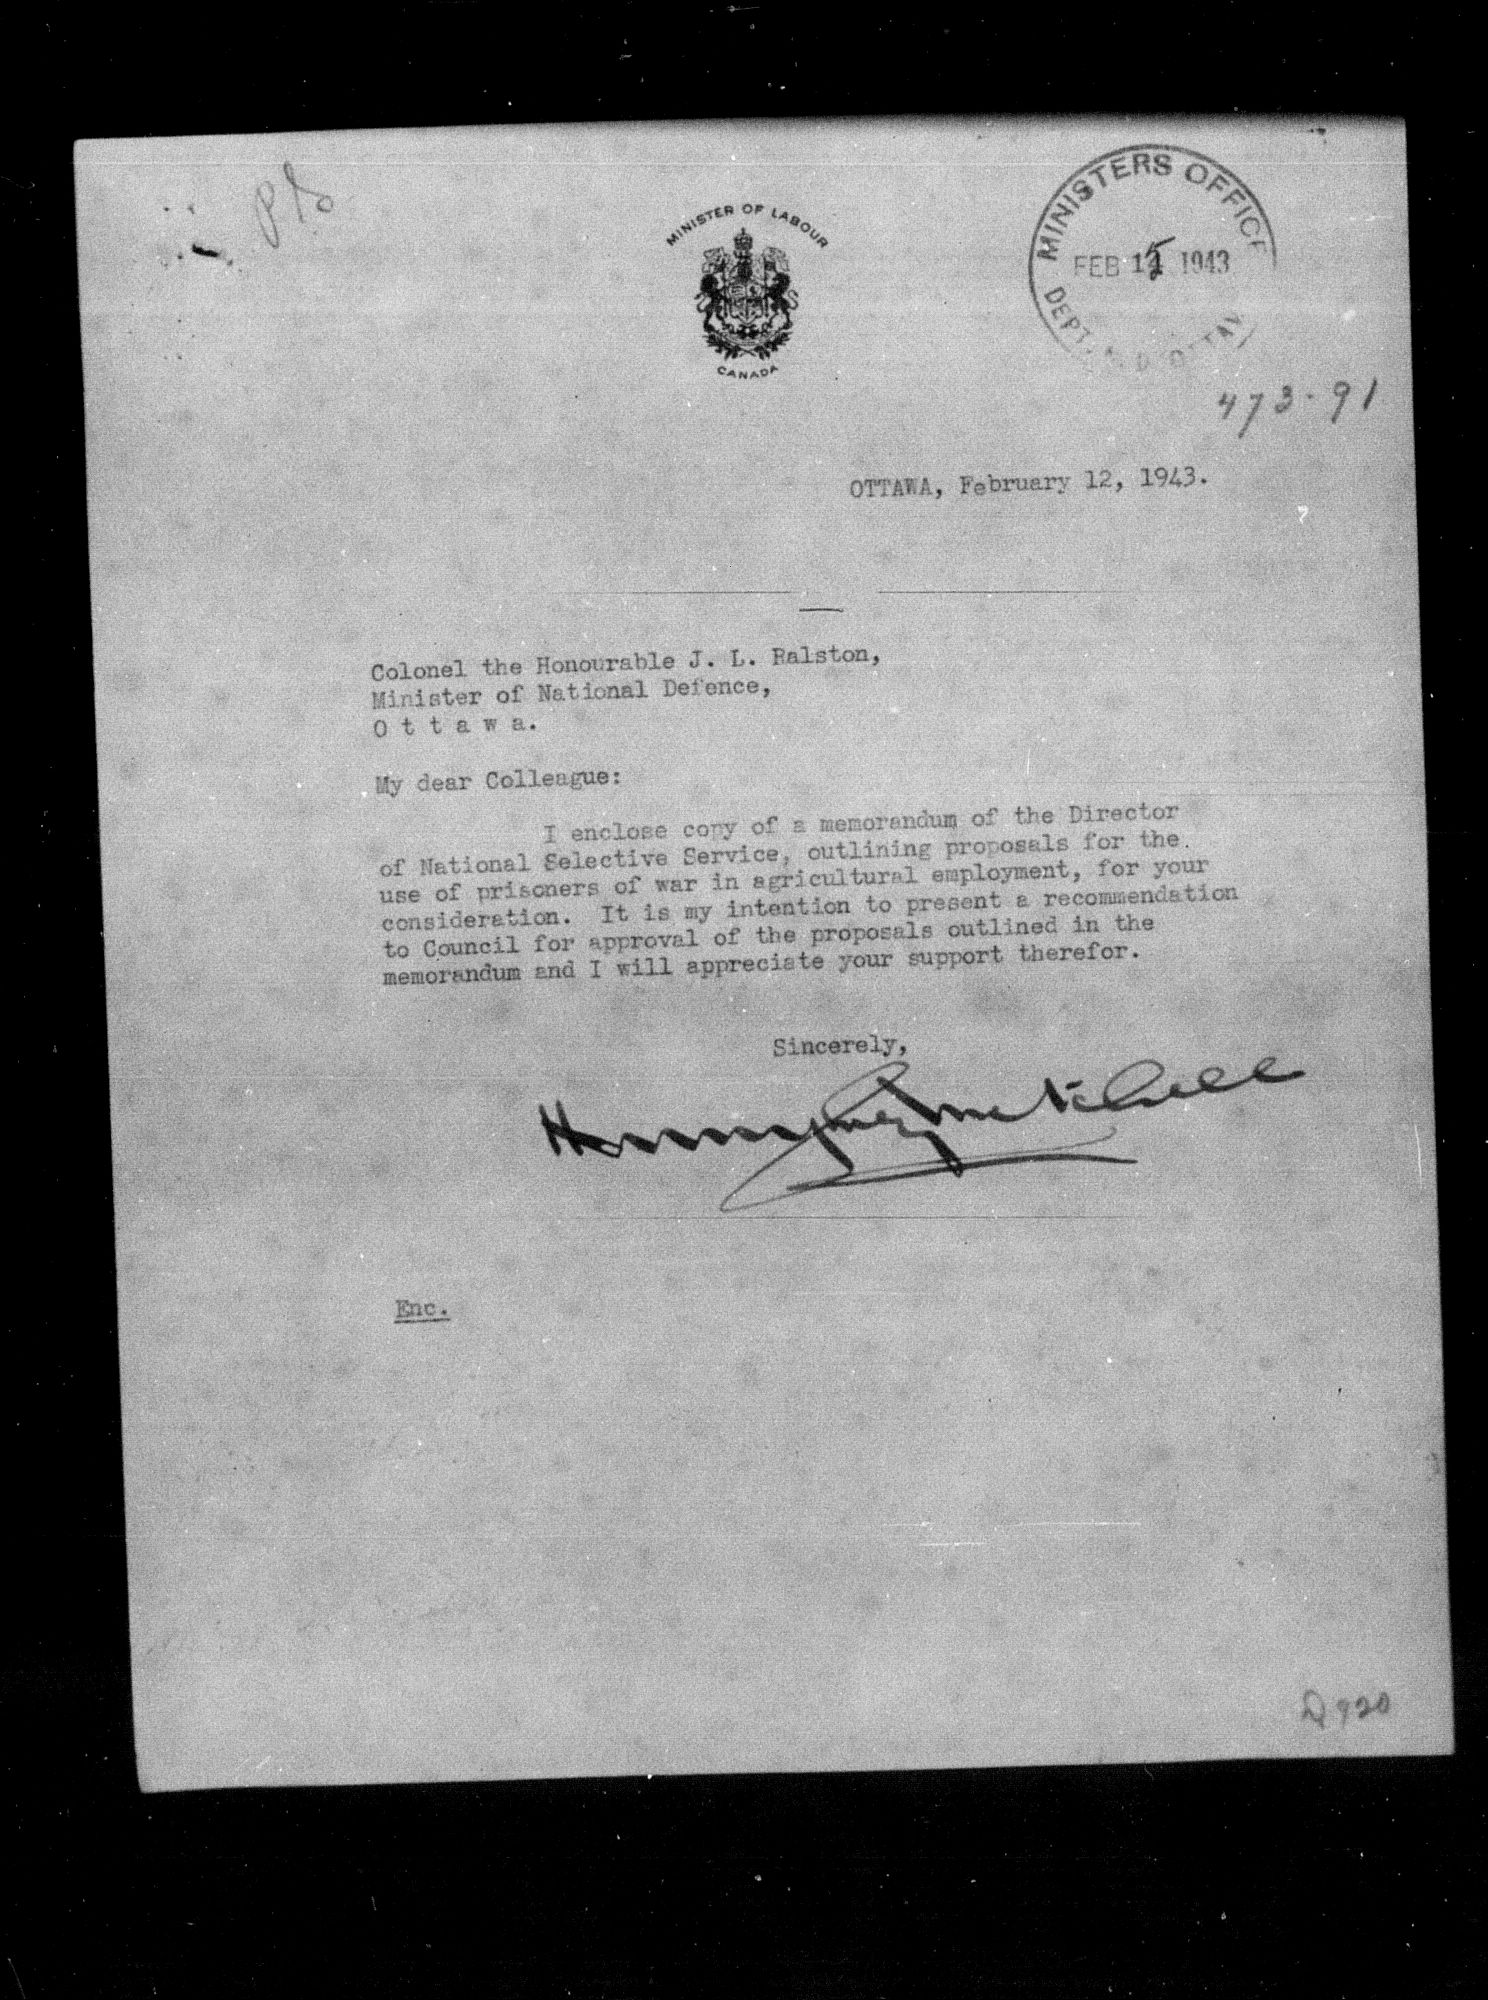 MINISTER OF LABOUR
CANADA
MINISTERS OFFICE
FEB 1 1943
DEPT. N D OTTAW
473-91
OTTAWA, February 12, 1943.
Colonel the Honourable J. L. Ralston,
Minister of National Defence,
O t t a w a.
My dear Colleague:
I enclose copy of a memorandum of the Director
of National Selective Service, outlining proposals for the
use of prisoners of war in agricultural employment, for your
consideration. It is my intention to present a recommendation
to Council for approval of the proposals outlined in the
memorandum and I will appreciate your support therefor.
Sincerely,
Humphrey Mitchell
Enc.